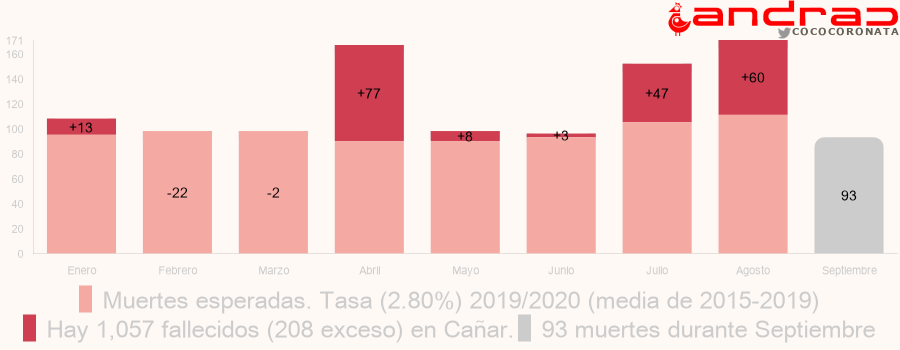 andrac
COCOCORONATA
171
160
140
120
100
80
60
40
20
0
+13
-22
-2
+77
+8
+3
+47
+60
93
Enero
Febrero
Marzo
Abril
Mayo
Junio
Julio
Agosto
Septiembre
Muertes esperadas. Tasa (2.80%) 2019/2020 (media de 2015-2019)
Hay 1,057 fallecidos (208 exceso) en Cañar. 93 muertes durante Septiembre